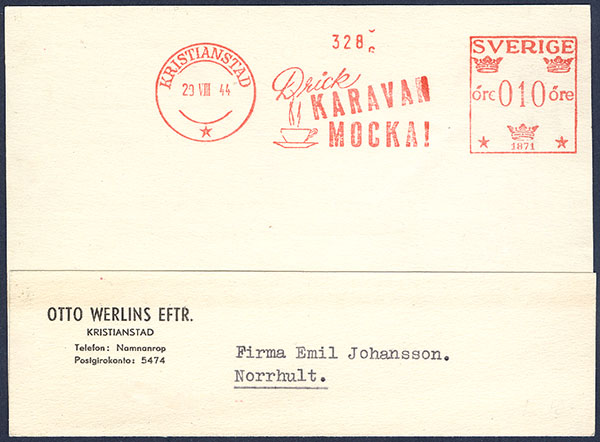 KRISTIANSTAD
20 VIII 44
328
Drick
KARAVAN
MOCKA!
SVERIGE
öre 010 öre
1871
OTTO WERLINS EFTR.
KRISTIANSTAD
Telefon: Namnanrop
Postgirokonto: 5474
Firma Emil Johansson.
Norrhult.